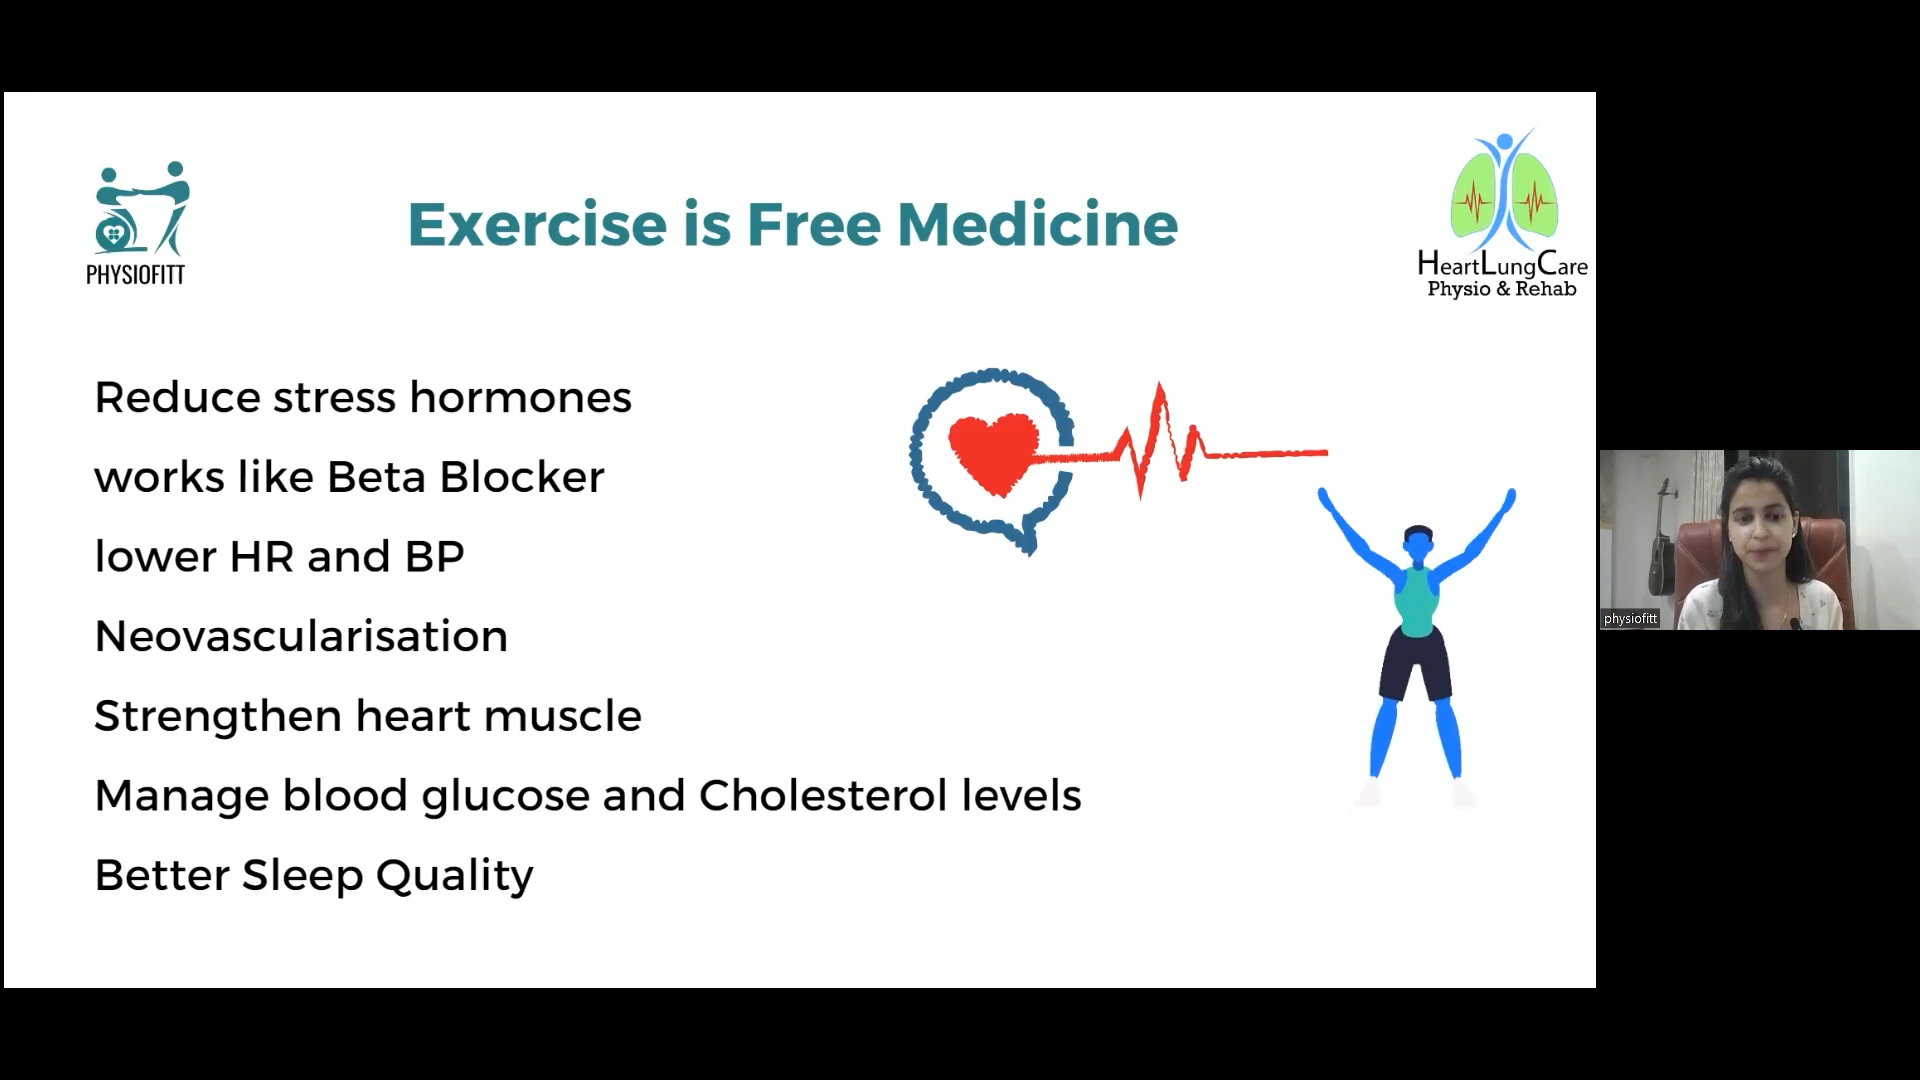 PHYSIOFITT
Exercise is Free Medicine
HeartLungCare
Physio & Rehab
Reduce stress hormones
works like Beta Blocker
lower HR and BP
Neovascularisation
Strengthen heart muscle
Manage blood glucose and Cholesterol levels
Better Sleep Quality
physiofitt